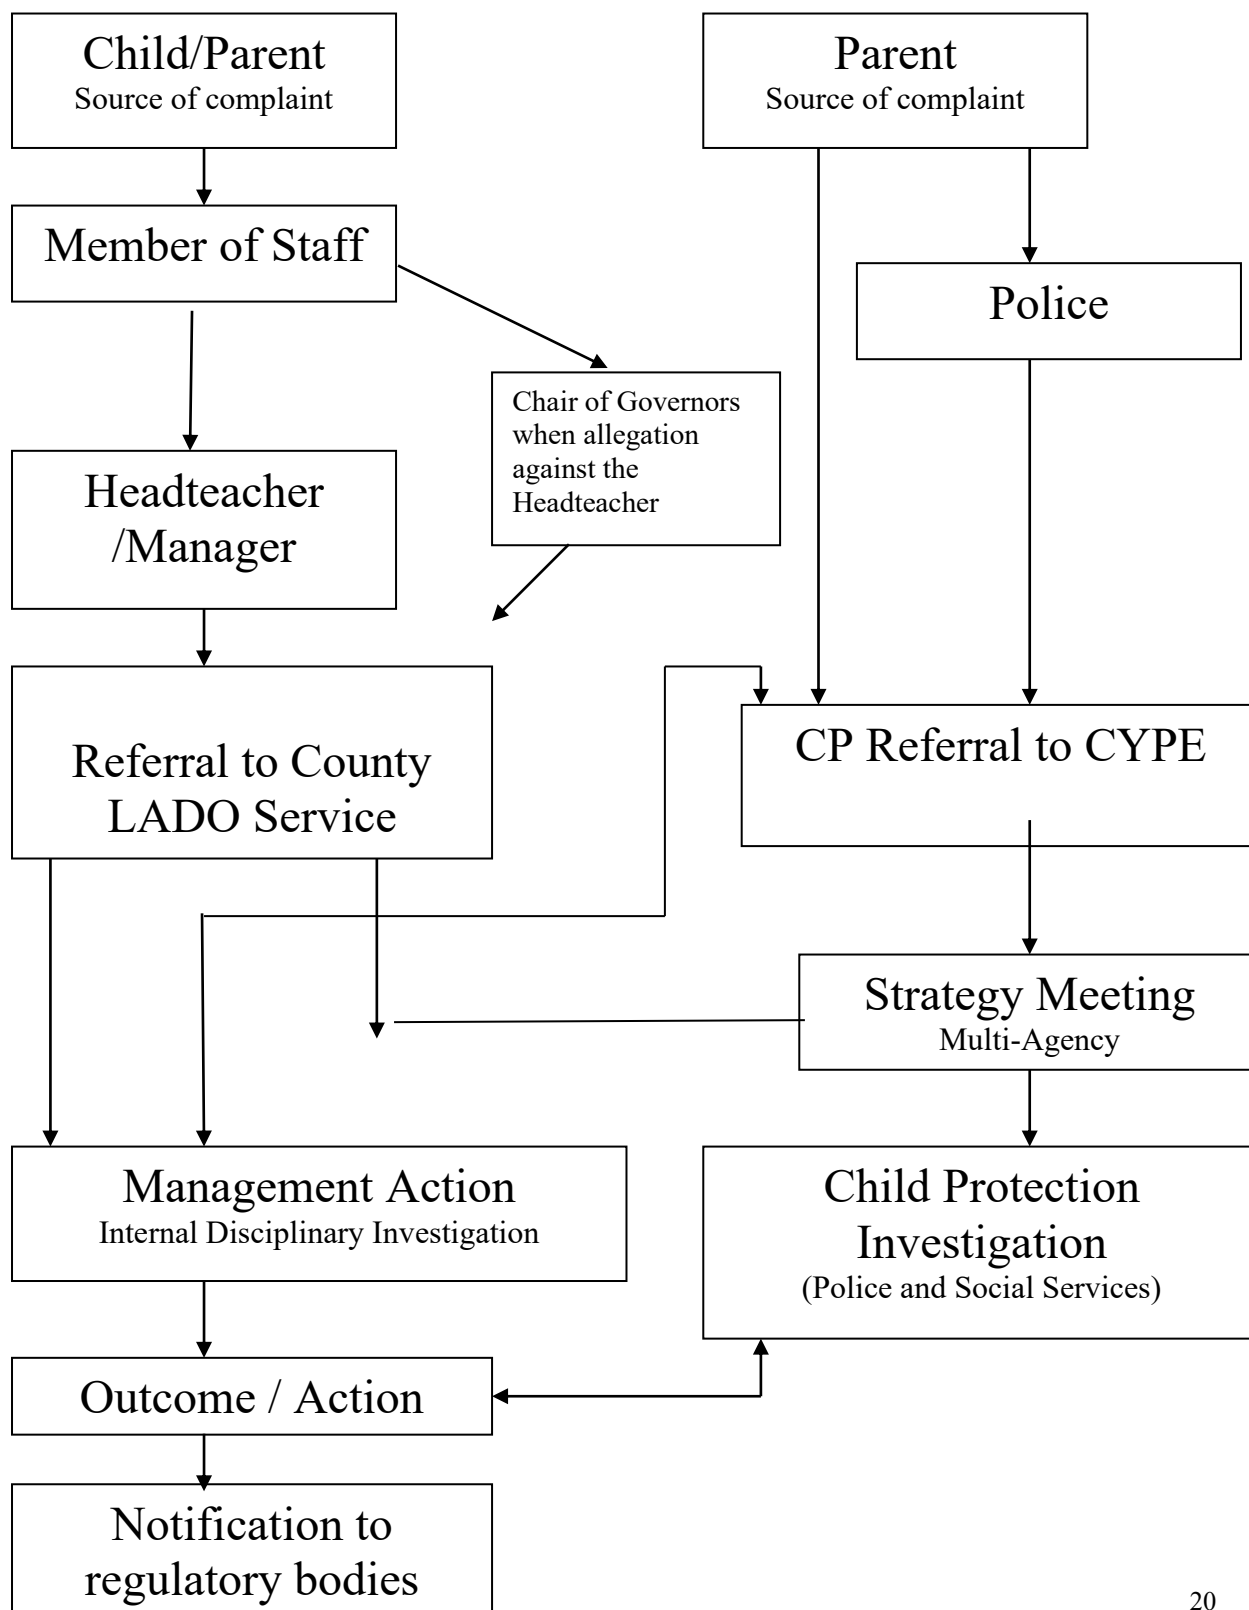 Child/Parent
Source of complaint
Parent
Source of complaint
Member of Staff
Police
Chair of Governors
when allegation
against the
Headteacher
Headteacher
/Manager
Referral to County
LADO Service
CP Referral to CYPE
Strategy Meeting
Multi-Agency
Management Action
Internal Disciplinary Investigation
Child Protection
Investigation
(Police and Social Services)
Outcome / Action
Notification to
regulatory bodies
20